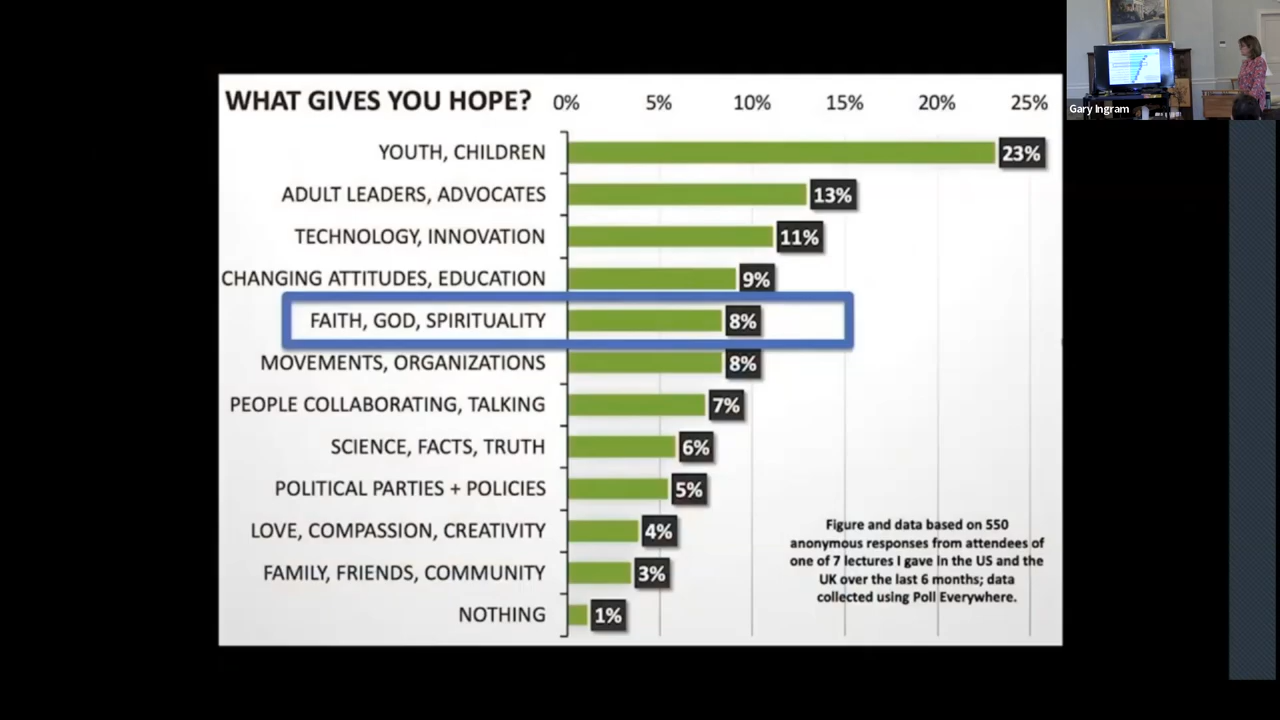 WHAT GIVES YOU HOPE? 0% 5% 10% 15% 20% 25%
YOUTH, CHILDREN 23%
ADULT LEADERS, ADVOCATES 13%
TECHNOLOGY, INNOVATION 11%
CHANGING ATTITUDES, EDUCATION 9%
FAITH, GOD, SPIRITUALITY 8%
MOVEMENTS, ORGANIZATIONS 8%
PEOPLE COLLABORATING, TALKING 7%
SCIENCE, FACTS, TRUTH 6%
POLITICAL PARTIES + POLICIES 5%
LOVE, COMPASSION, CREATIVITY 4%
FAMILY, FRIENDS, COMMUNITY 3%
NOTHING 1%
Figure and data based on 550
anonymous responses from attendees of
one of 7 lectures I gave in the US and the
UK over the last 6 months; data
collected using Poll Everywhere.
Gary Ingram